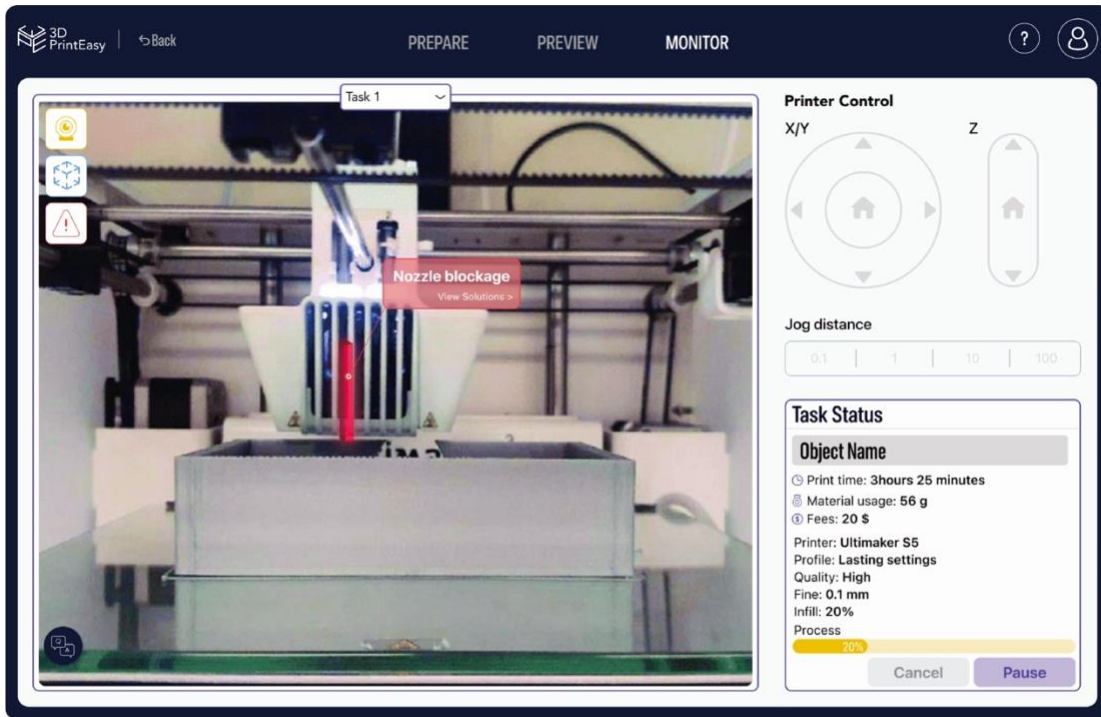 3D
PrintEasy
Back
PREPARE
PREVIEW
MONITOR
?
Task 1
Printer Control
X/Y
Z
2
Nozzle blockage
View Solutions >
Jog distance
0.1 | 1 | 10 | 100
Task Status
Object Name
Print time: 3hours 25 minutes
Material usage: 56 g
$ Fees: 20 $
Printer: Ultimaker S5
Profile: Lasting settings
Quality: High
Fine: 0.1 mm
Infill: 20%
Process
20%
Cancel
Pause
Q
A